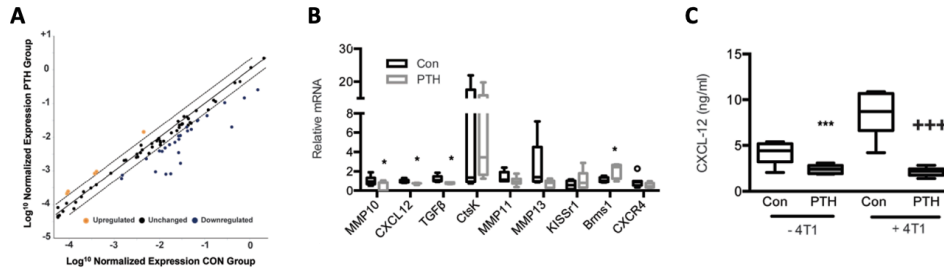 A
Log¹⁰ Normalized Expression PTH Group
+1
0
-1
-2
-3
-4
-5
Upregulated Unchanged Downregulated
-4 -3 -2 -1 0
Log¹⁰ Normalized Expression CON Group
B
Relative mRNA
30
20
10
8
6
4
2
0
Con
PTH
* * * *
MMP10 CXCL12 TGFβ CtsK MMP11 MMP13 KISSr1 Brms1 CXCR4
C
CXCL-12 (ng/ml)
15
10
5
0
*** +++
Con PTH Con PTH
- 4T1 + 4T1